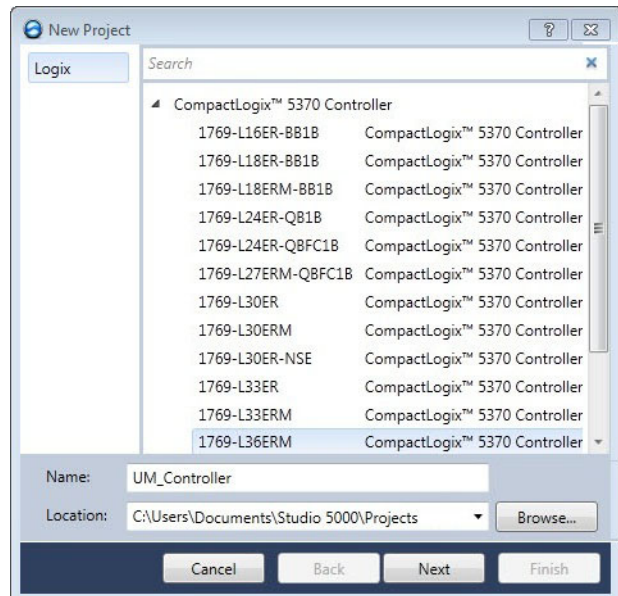 New Project
Logix
Search
CompactLogix™ 5370 Controller
1769-L16ER-BB1B CompactLogix™ 5370 Controller
1769-L18ER-BB1B CompactLogix™ 5370 Controller
1769-L18ERM-BB1B CompactLogix™ 5370 Controller
1769-L24ER-QB1B CompactLogix™ 5370 Controller
1769-L24ER-QBFC1B CompactLogix™ 5370 Controller
1769-L27ERM-QBFC1B CompactLogix™ 5370 Controller
1769-L30ER CompactLogix™ 5370 Controller
1769-L30ERM CompactLogix™ 5370 Controller
1769-L30ER-NSE CompactLogix™ 5370 Controller
1769-L33ER CompactLogix™ 5370 Controller
1769-L33ERM CompactLogix™ 5370 Controller
1769-L36ERM CompactLogix™ 5370 Controller
Name: UM_Controller
Location: C:\Users\Documents\Studio 5000\Projects Browse...
Cancel Back Next Finish